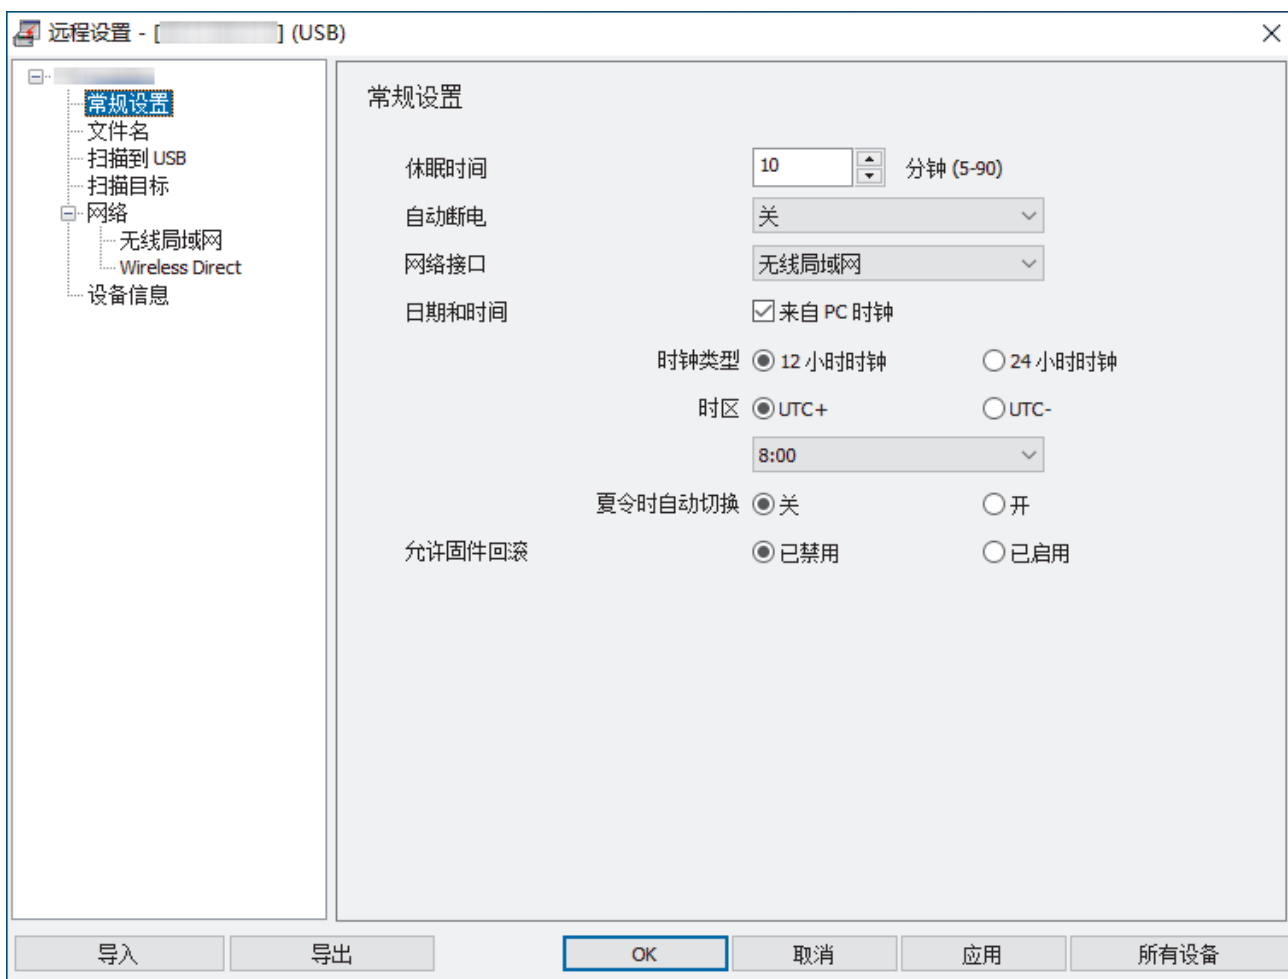 远程设置 - [ ] (USB)
常规设置
文件名
扫描到 USB
扫描目标
网络
无线局域网
Wireless Direct
设备信息
常规设置
休眠时间 10 分钟 (5-90)
自动断电 关
网络接口 无线局域网
日期和时间 来自 PC 时钟
时钟类型 12 小时时钟 24 小时时钟
时区 UTC+ UTC-
8:00
夏令时自动切换 关 开
允许固件回滚 已禁用 已启用
导入 导出 OK 取消 应用 所有设备